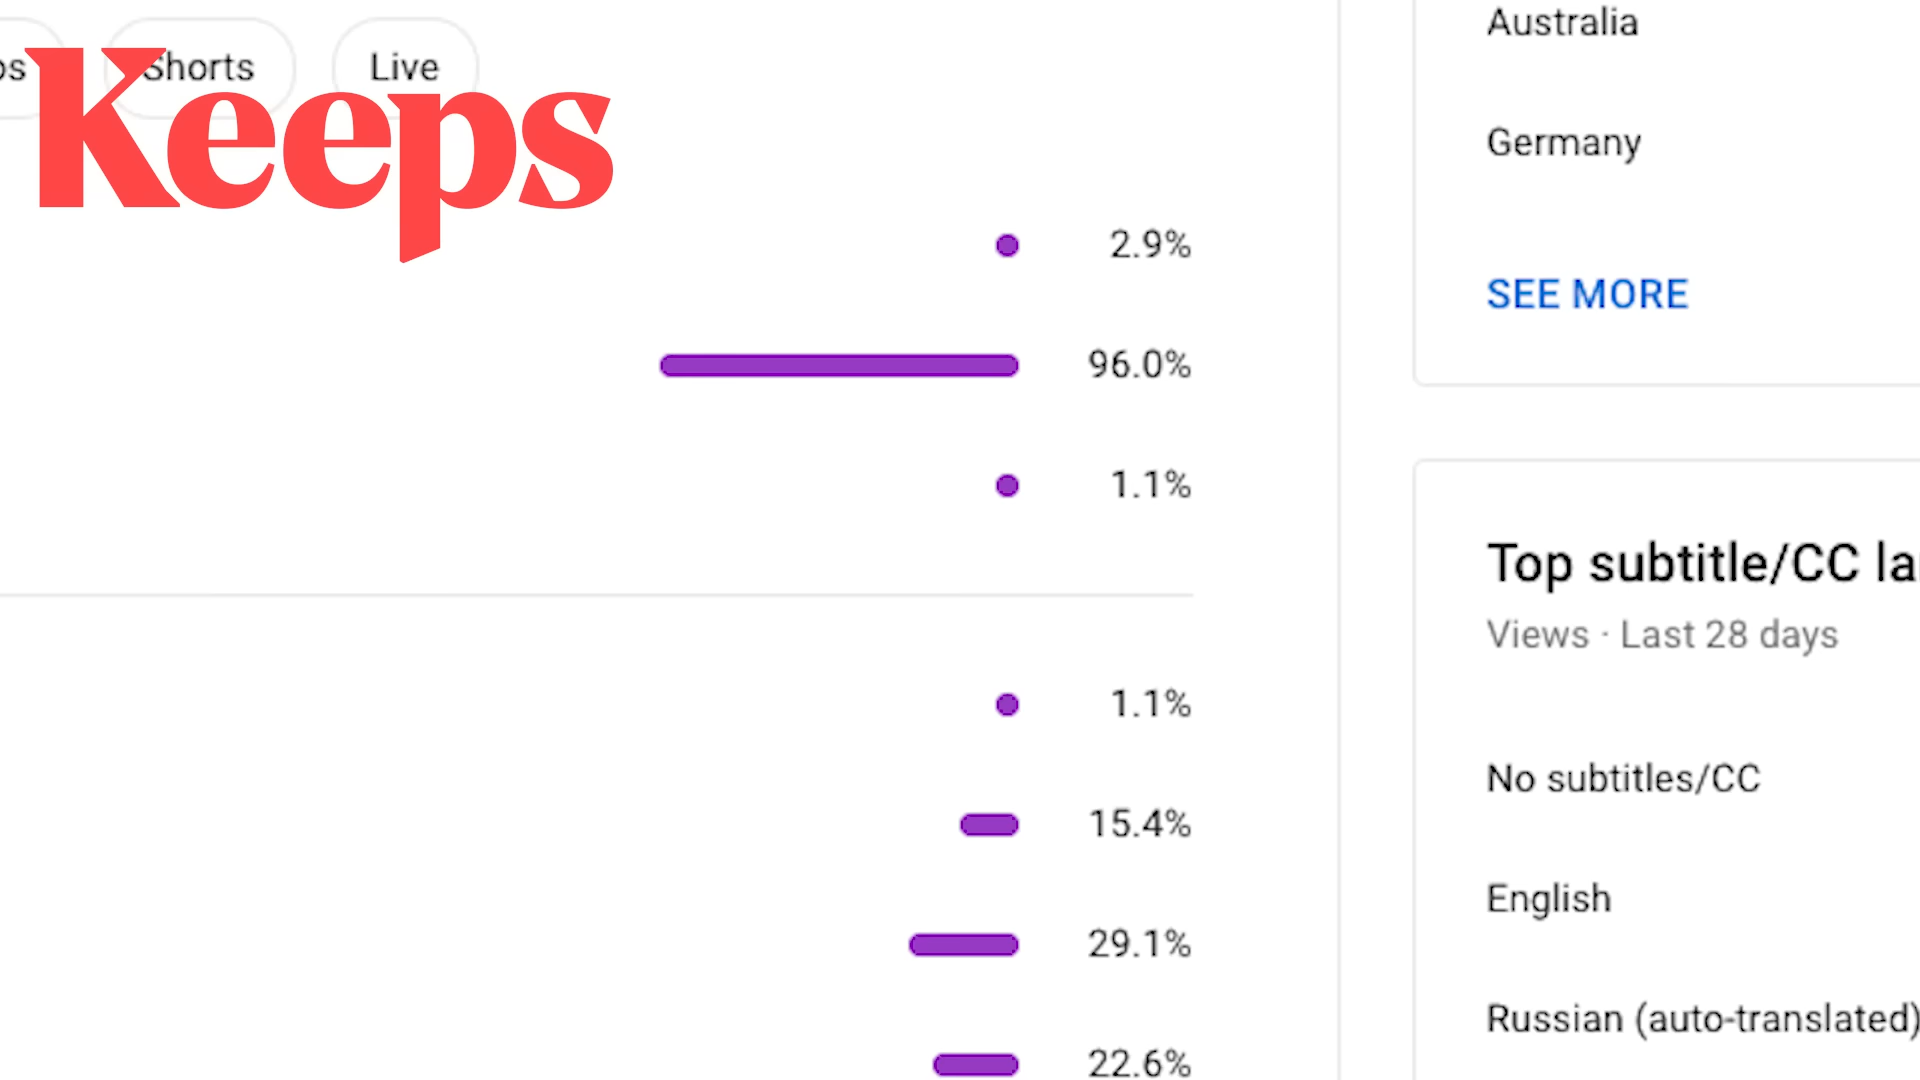 os
Shorts
Live
Keeps
2.9%
96.0%
1.1%
1.1%
15.4%
29.1%
22.6%
Australia
Germany
SEE MORE
Top subtitle/CC la
Views · Last 28 days
No subtitles/CC
English
Russian (auto-translated)